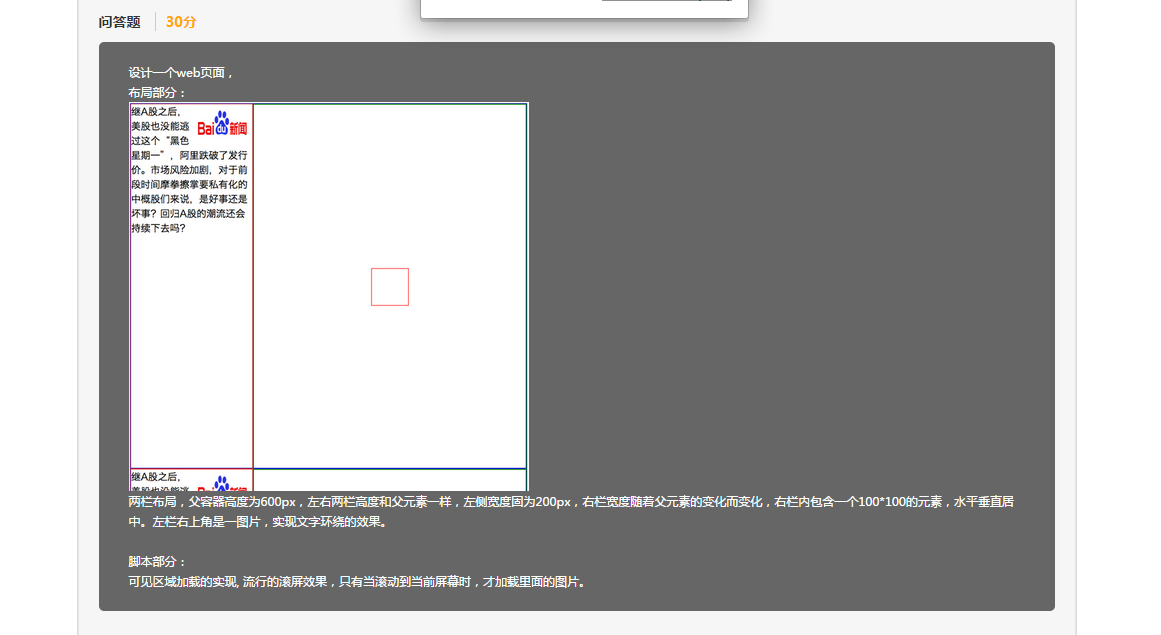 问答题 30分
设计一个web页面，
布局部分：
继A股之后，
美股也没能逃
过这个“黑色
Bai du 新闻
星期一”，阿里跌破了发行
价。市场风险加剧，对于前
段时间摩拳擦掌要私有化的
中概股们来说，是好事还是
坏事？回归A股的潮流还会
持续下去吗？
继A股之后，
美股也没能逃
Bai du 新闻
两栏布局，父容器高度为600px，左右两栏高度和父元素一样，左侧宽度固为200px，右栏宽度随着父元素的变化而变化，右栏内包含一个100*100的元素，水平垂直居
中。左栏右上角是一图片，实现文字环绕的效果。
脚本部分：
可见区域加载的实现, 流行的滚屏效果，只有当滚动到当前屏幕时，才加载里面的图片。